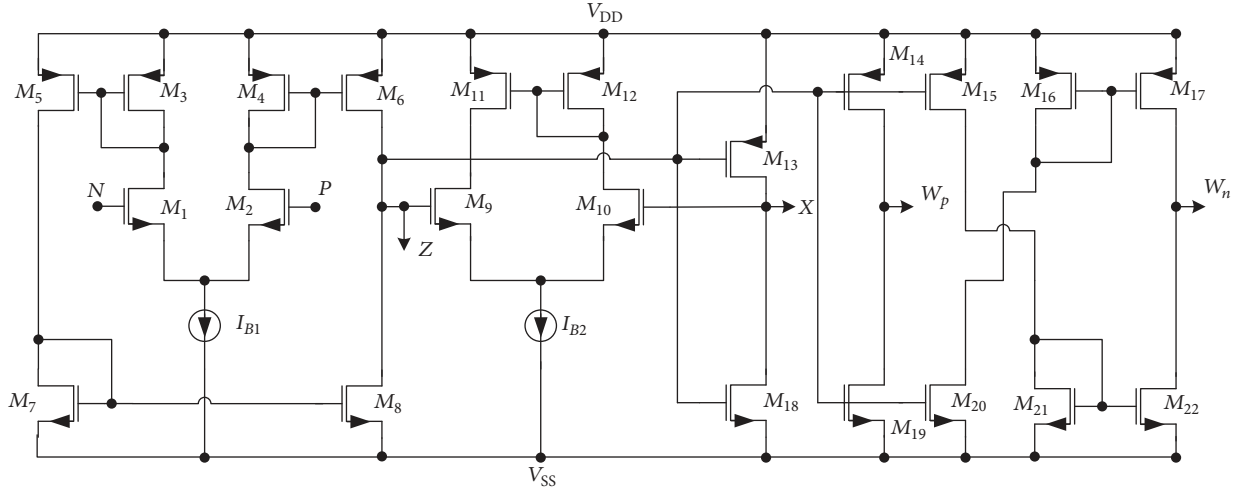 V_DD
M_14
M_5
M_3
M_4
M_6
M_11
M_12
M_15
M_16
M_17
M_13
N
M_1
M_2
P
M_9
M_10
X
W_p
W_n
Z
I_B1
I_B2
M_7
M_8
M_18
M_19
M_20
M_21
M_22
V_SS